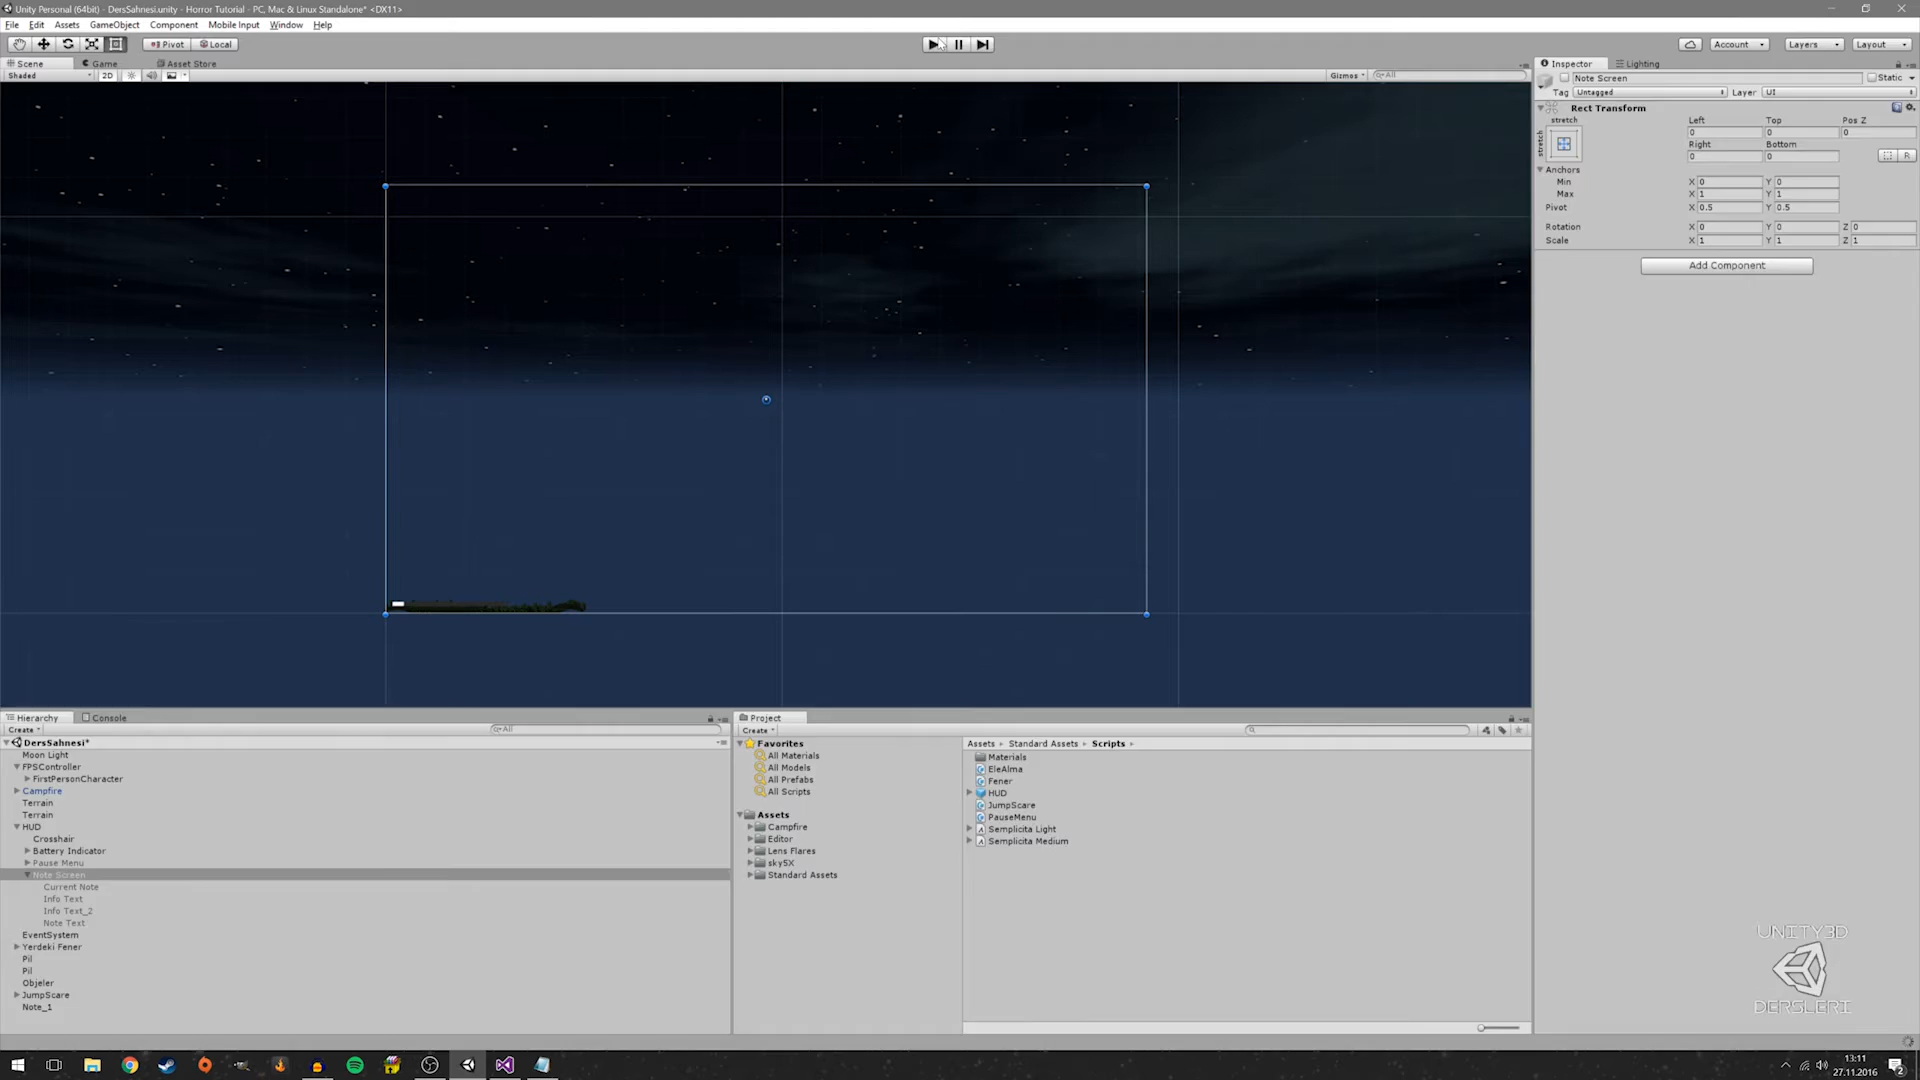 Unity Personal (64bit) - DersSahnesi.unity - Horror Tutorial - PC, Mac & Linux Standalone* <DX11>
File Edit Assets GameObject Component Mobile Input Window Help
Pivot Local Account Layers Layout
Scene Game Asset Store Inspector Lighting
Shaded 2D Gizmos All
Note Screen Static
Tag Untagged Layer UI
Rect Transform
stretch Left Top Pos Z
stretch 0 0 0
Right Bottom
0 0 R
Anchors
Min X 0 Y 0
Max X 1 Y 1
Pivot X 0.5 Y 0.5
Rotation X 0 Y 0 Z 0
Scale X 1 Y 1 Z 1
Add Component
Hierarchy Console
Create All
DersSahnesi*
Moon Light
FPSController
FirstPersonCharacter
Campfire
Terrain
Terrain
HUD
Crosshair
Battery Indicator
Pause Menu
Note Screen
Current Note
Info Text
Info Text_2
Note Text
EventSystem
Yerdeki Fener
Pil
Pil
Objeler
JumpScare
Note_1
Project
Create
Favorites
All Materials
All Models
All Prefabs
All Scripts
Assets
Campfire
Editor
Lens Flares
sky5X
Standard Assets
Assets Standard Assets Scripts
Materials
EleAlma
Fener
HUD
JumpScare
PauseMenu
Semplicita Light
Semplicita Medium
UNITY3D
DERSLERI
13:11
27.11.2016
2